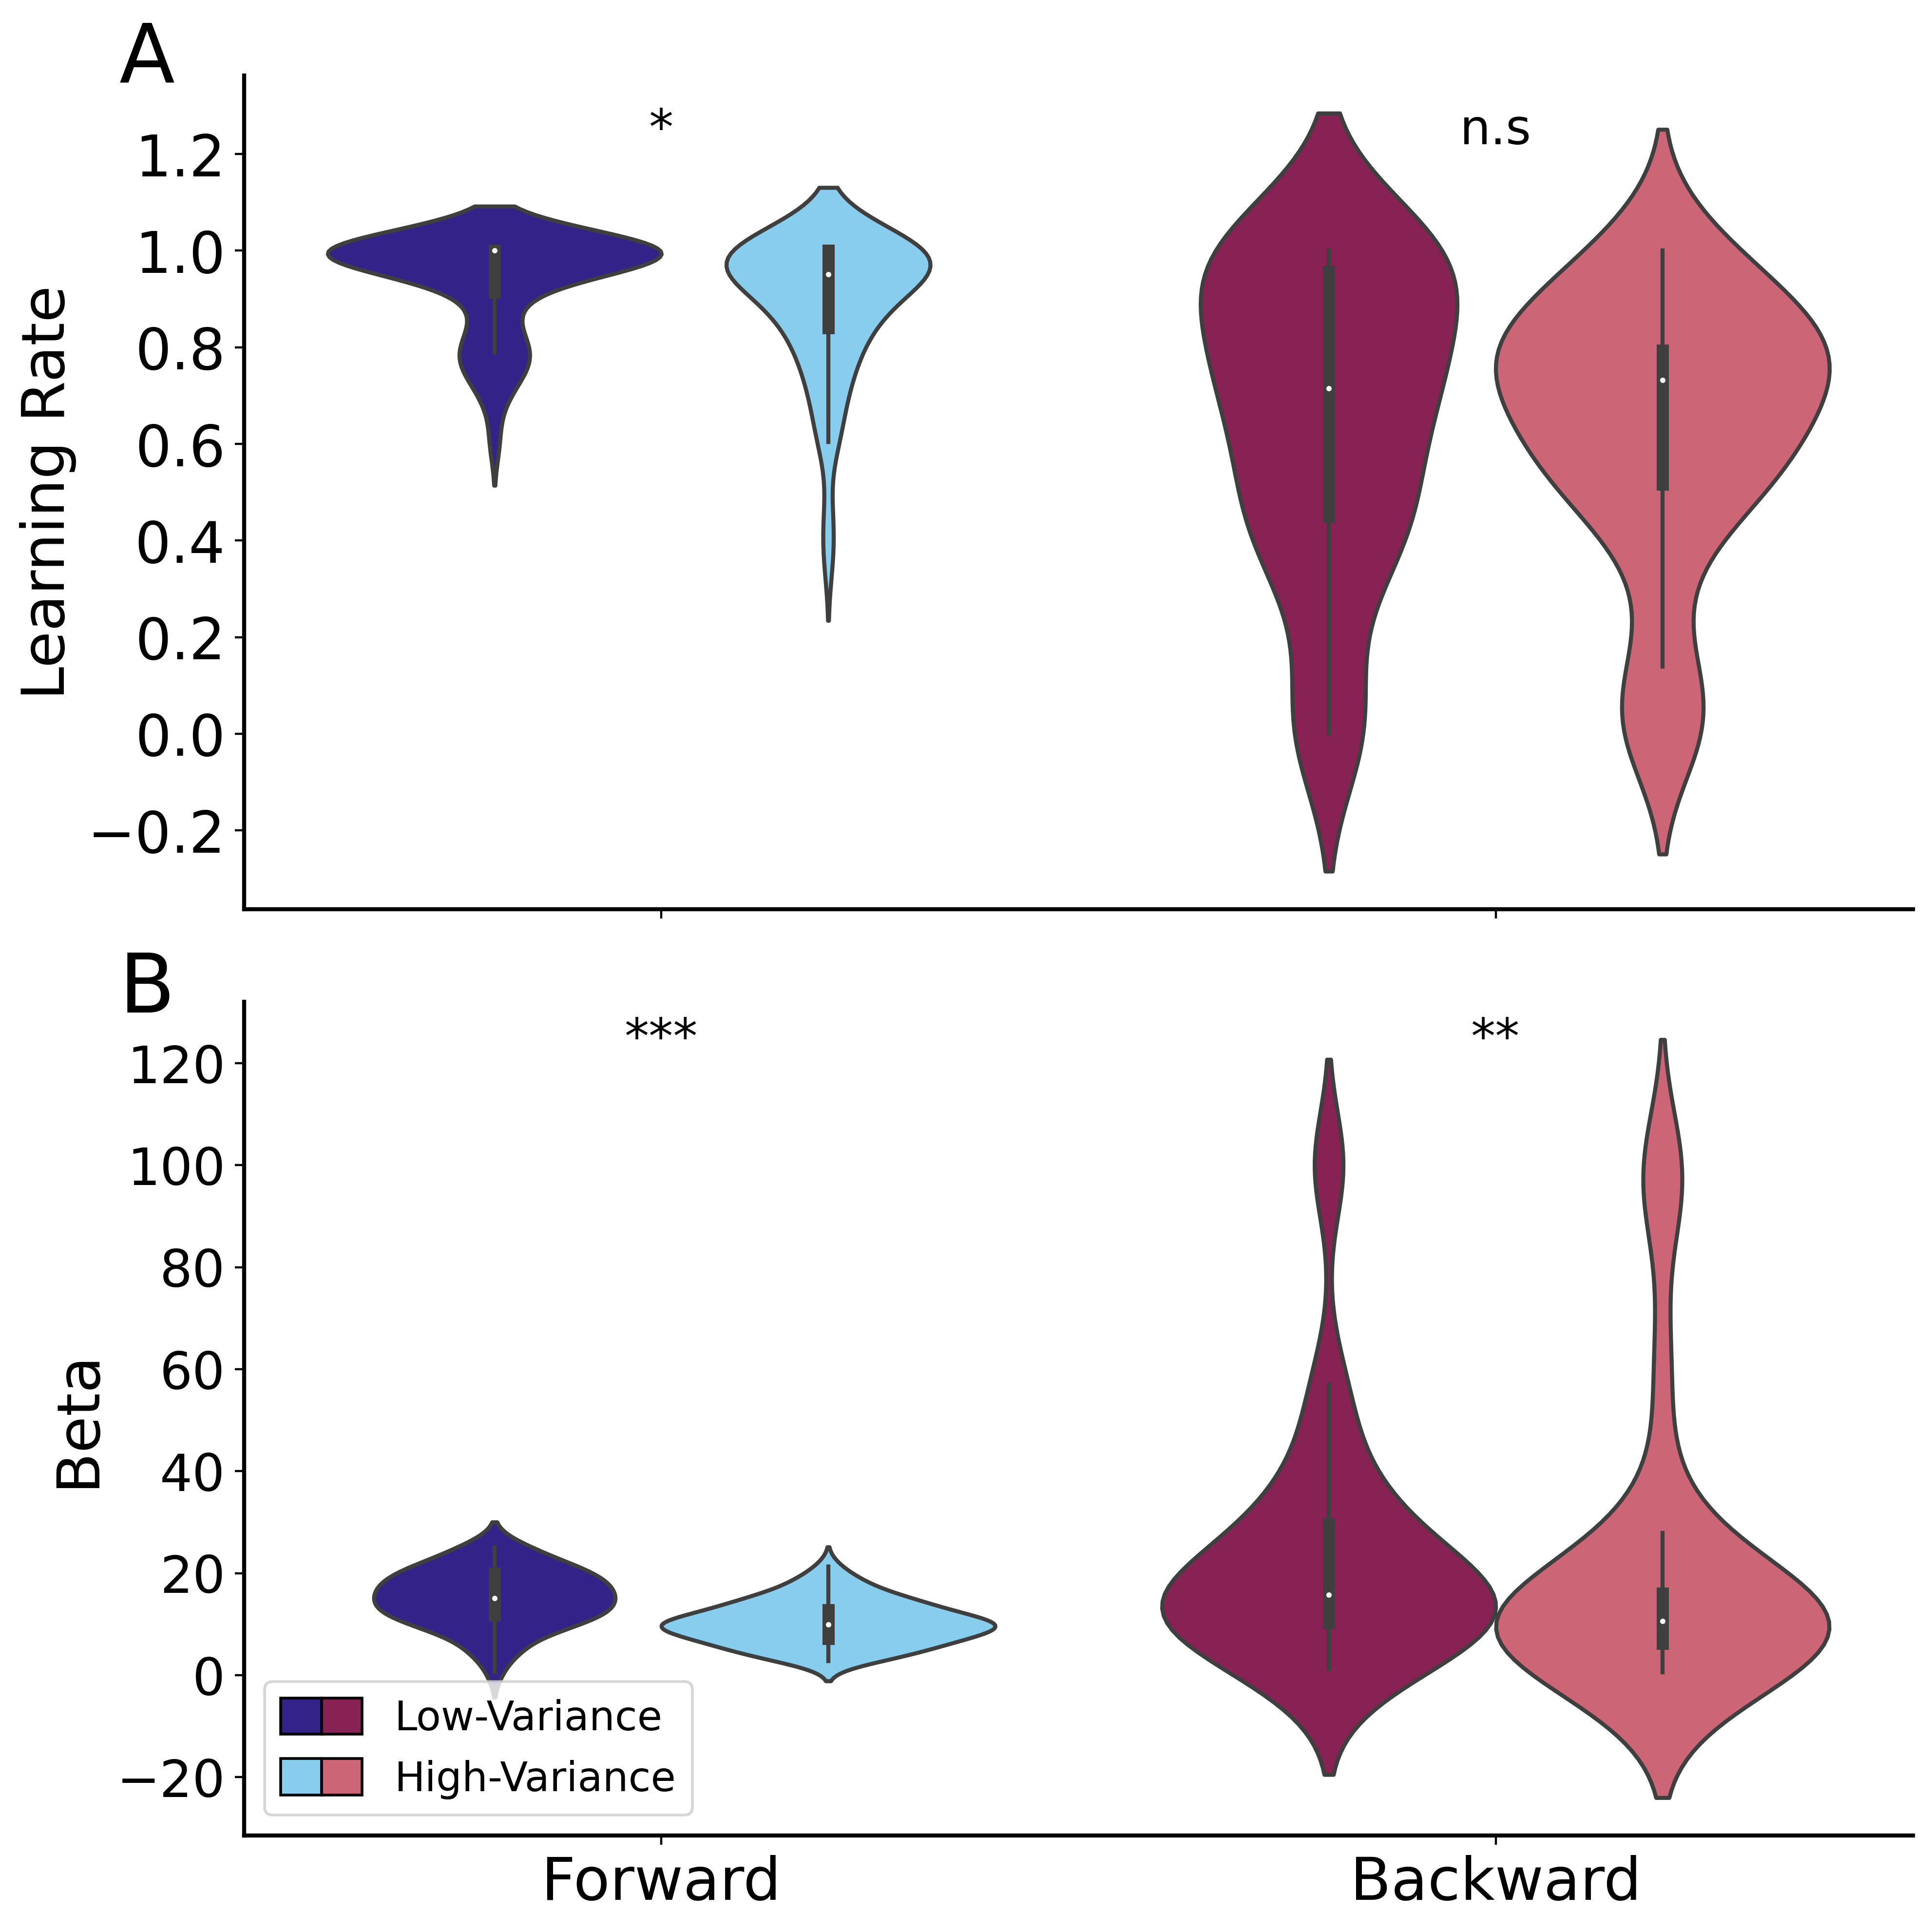 A
*
n.s
1.2
1.0
0.8
0.6
0.4
0.2
0.0
−0.2
Learning Rate
B
***
**
120
100
80
60
40
20
0
−20
Beta
Low-Variance
High-Variance
Forward
Backward